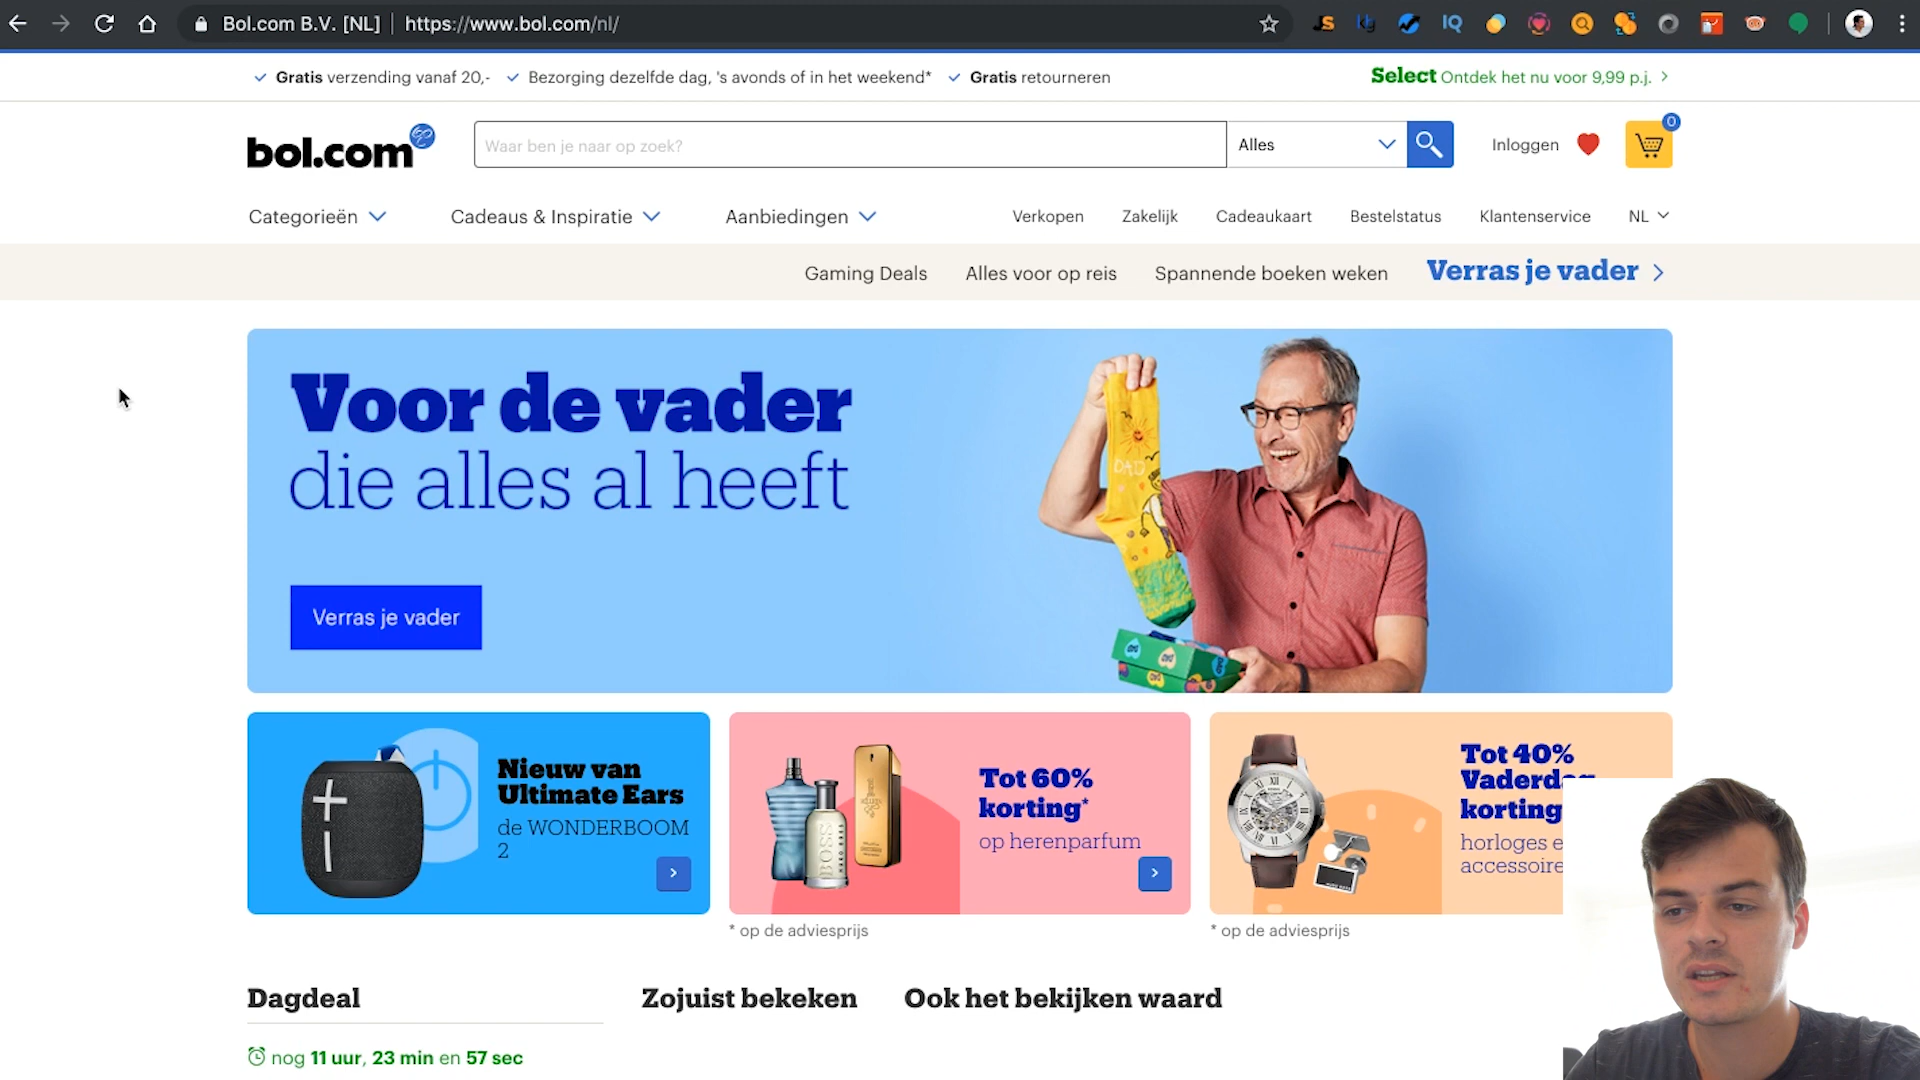 Bol.com B.V. [NL] https://www.bol.com/nl/
Gratis verzending vanaf 20,- Bezorging dezelfde dag, 's avonds of in het weekend* Gratis retourneren Select Ontdek het nu voor 9,99 p.j.
bol.com
Waar ben je naar op zoek?
Alles
Inloggen
0
Categorieën Cadeaus & Inspiratie Aanbiedingen Verkopen Zakelijk Cadeaukaart Bestelstatus Klantenservice NL
Gaming Deals Alles voor op reis Spannende boeken weken Verras je vader
Voor de vader
die alles al heeft
DAD
Verras je vader
Nieuw van
Ultimate Ears
de WONDERBOOM
2
BOSS
Tot 60%
korting*
op herenparfum
Tot 40%
Vaderdag
korting
horloges e
accessoire
* op de adviesprijs
* op de adviesprijs
Dagdeal
Zojuist bekeken
Ook het bekijken waard
nog 11 uur, 23 min en 57 sec